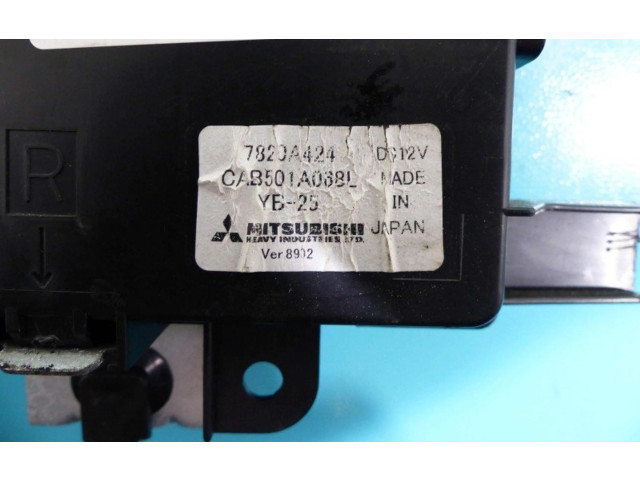 R
7820A424 DC12V
CAB501A068L MADE
YB-25 IN
MITSUBISHI JAPAN
HEAVY INDUSTRIES, LTD.
Ver 8902